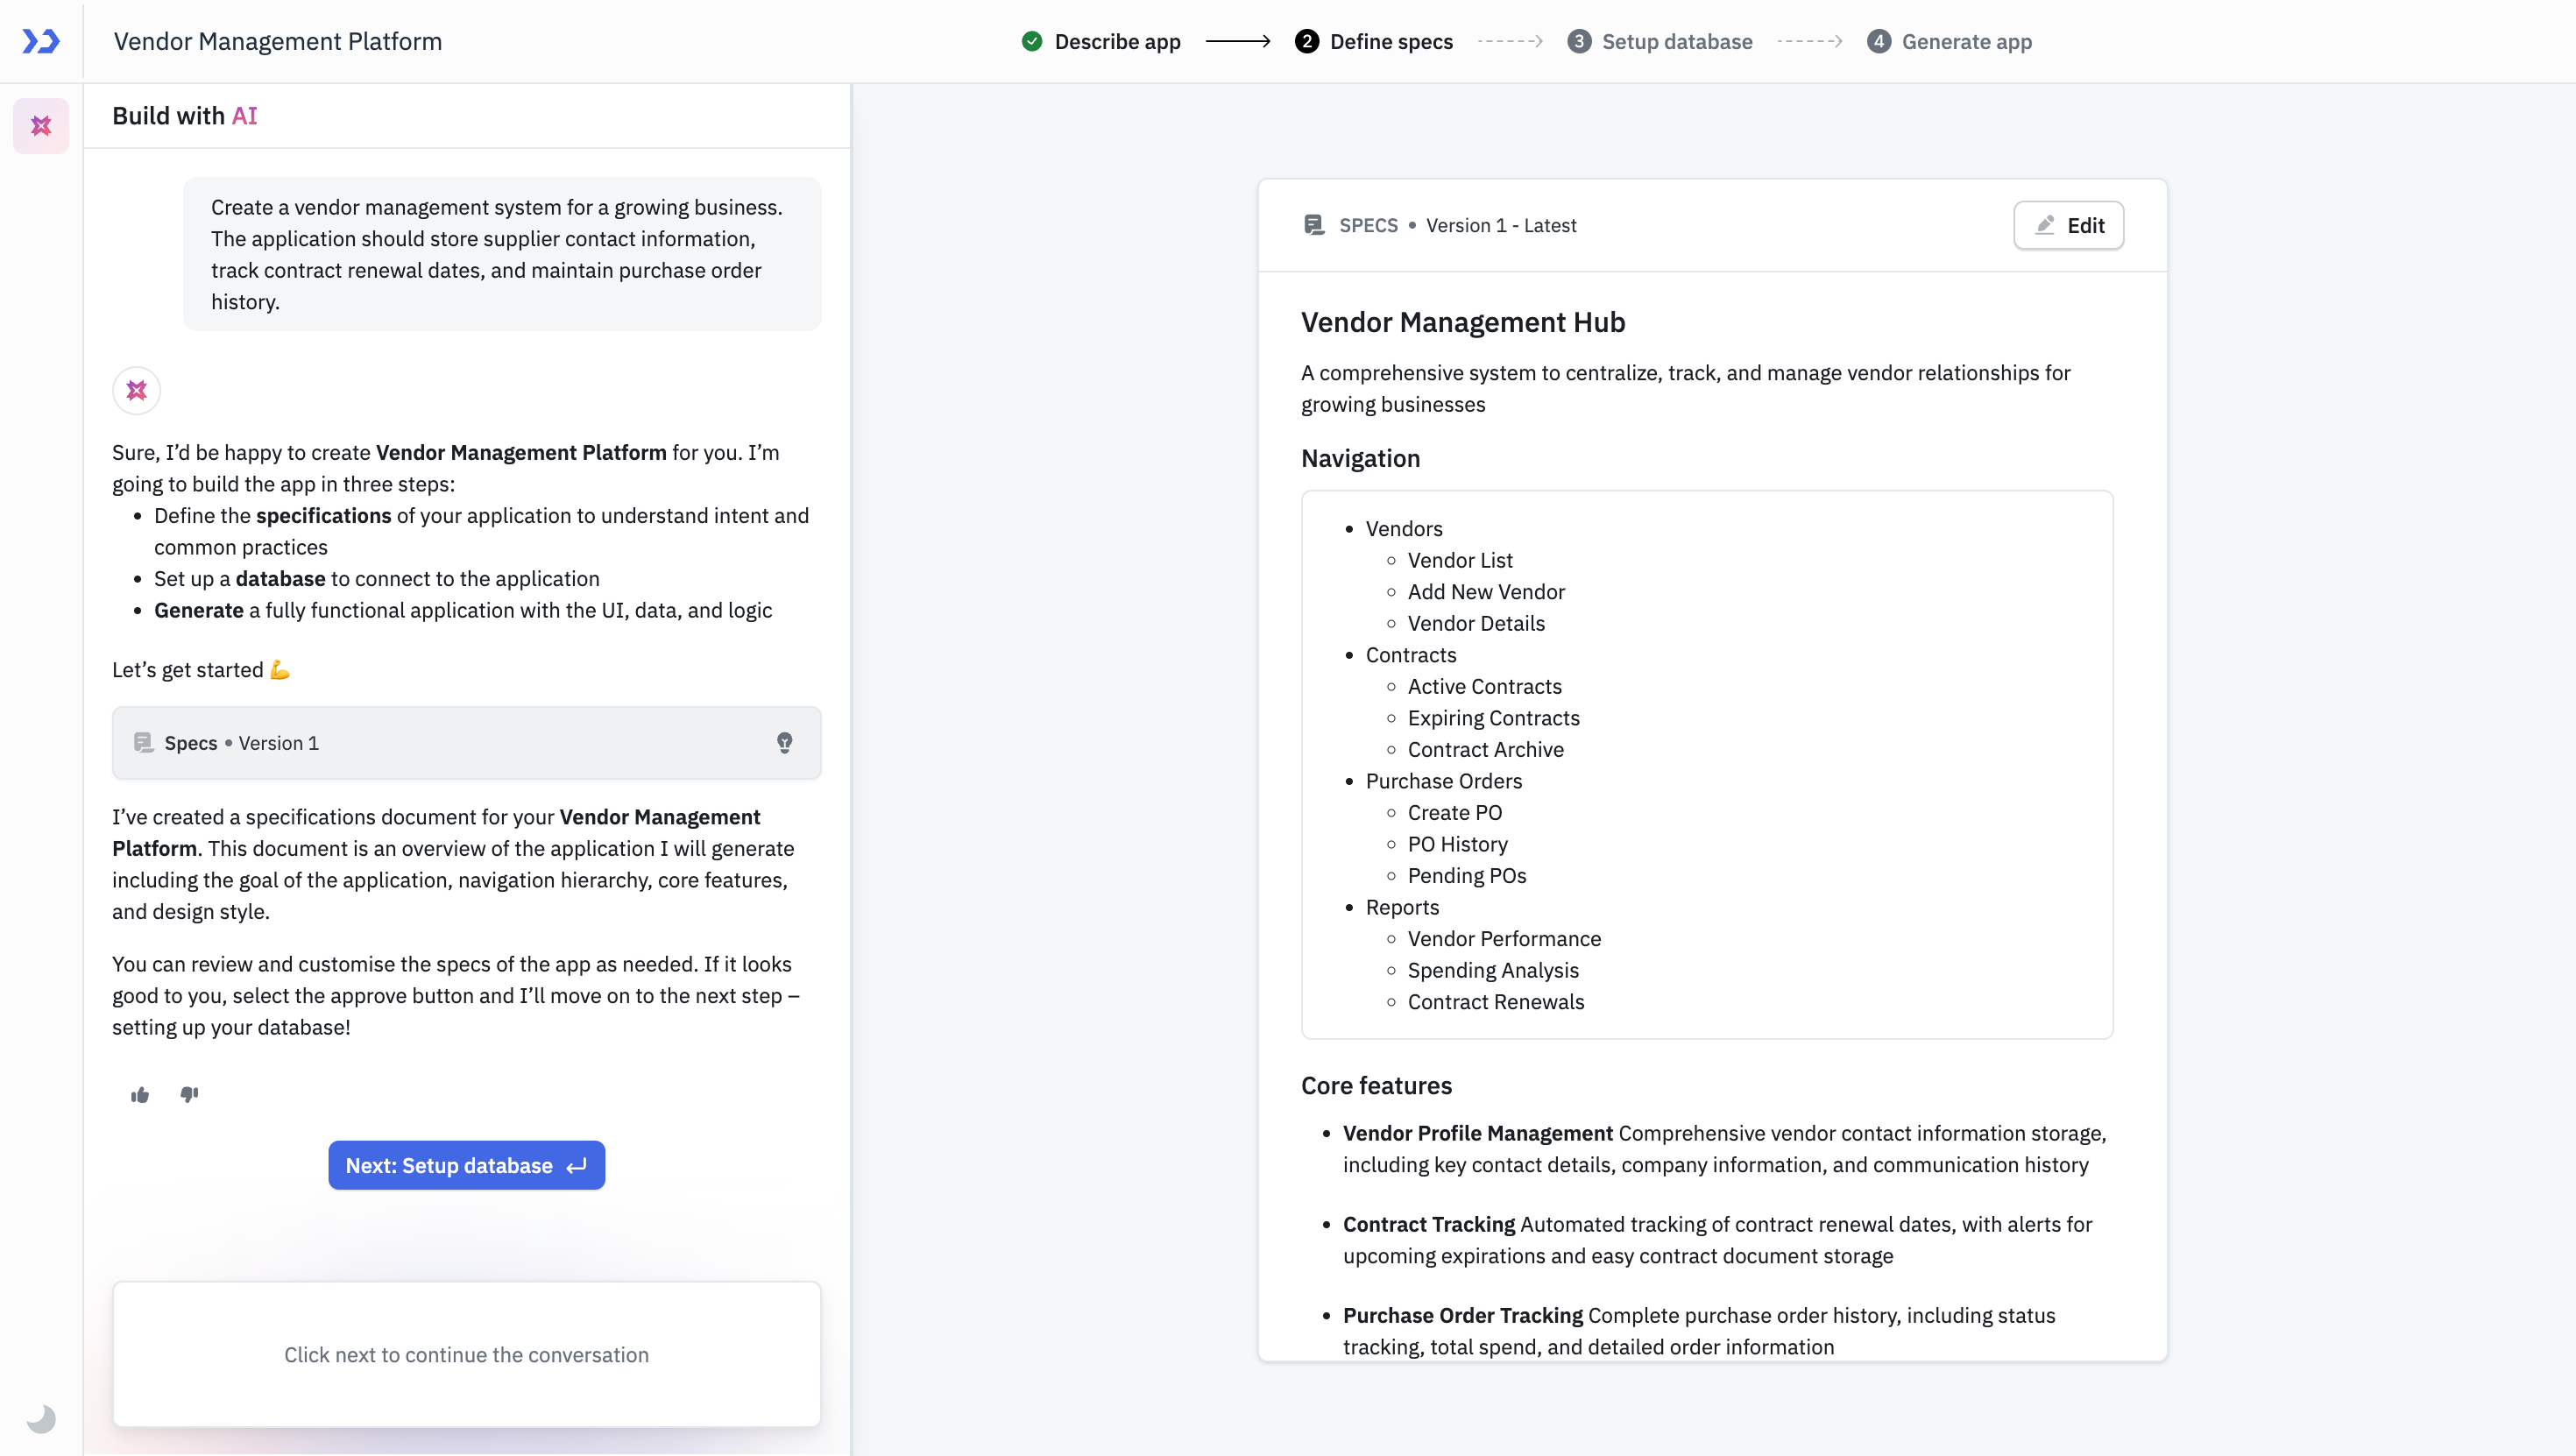 Vendor Management Platform
Describe app
2 Define specs
3 Setup database
4 Generate app
Build with AI
Create a vendor management system for a growing business.
The application should store supplier contact information,
track contract renewal dates, and maintain purchase order
history.
Sure, I’d be happy to create Vendor Management Platform for you. I’m
going to build the app in three steps:
• Define the specifications of your application to understand intent and
common practices
• Set up a database to connect to the application
• Generate a fully functional application with the UI, data, and logic
Let’s get started 💪
Specs • Version 1
I’ve created a specifications document for your Vendor Management
Platform. This document is an overview of the application I will generate
including the goal of the application, navigation hierarchy, core features,
and design style.
You can review and customise the specs of the app as needed. If it looks
good to you, select the approve button and I’ll move on to the next step –
setting up your database!
Next: Setup database
Click next to continue the conversation
SPECS • Version 1 - Latest
Edit
Vendor Management Hub
A comprehensive system to centralize, track, and manage vendor relationships for
growing businesses
Navigation
• Vendors
◦ Vendor List
◦ Add New Vendor
◦ Vendor Details
• Contracts
◦ Active Contracts
◦ Expiring Contracts
◦ Contract Archive
• Purchase Orders
◦ Create PO
◦ PO History
◦ Pending POs
• Reports
◦ Vendor Performance
◦ Spending Analysis
◦ Contract Renewals
Core features
• Vendor Profile Management Comprehensive vendor contact information storage,
including key contact details, company information, and communication history
• Contract Tracking Automated tracking of contract renewal dates, with alerts for
upcoming expirations and easy contract document storage
• Purchase Order Tracking Complete purchase order history, including status
tracking, total spend, and detailed order information